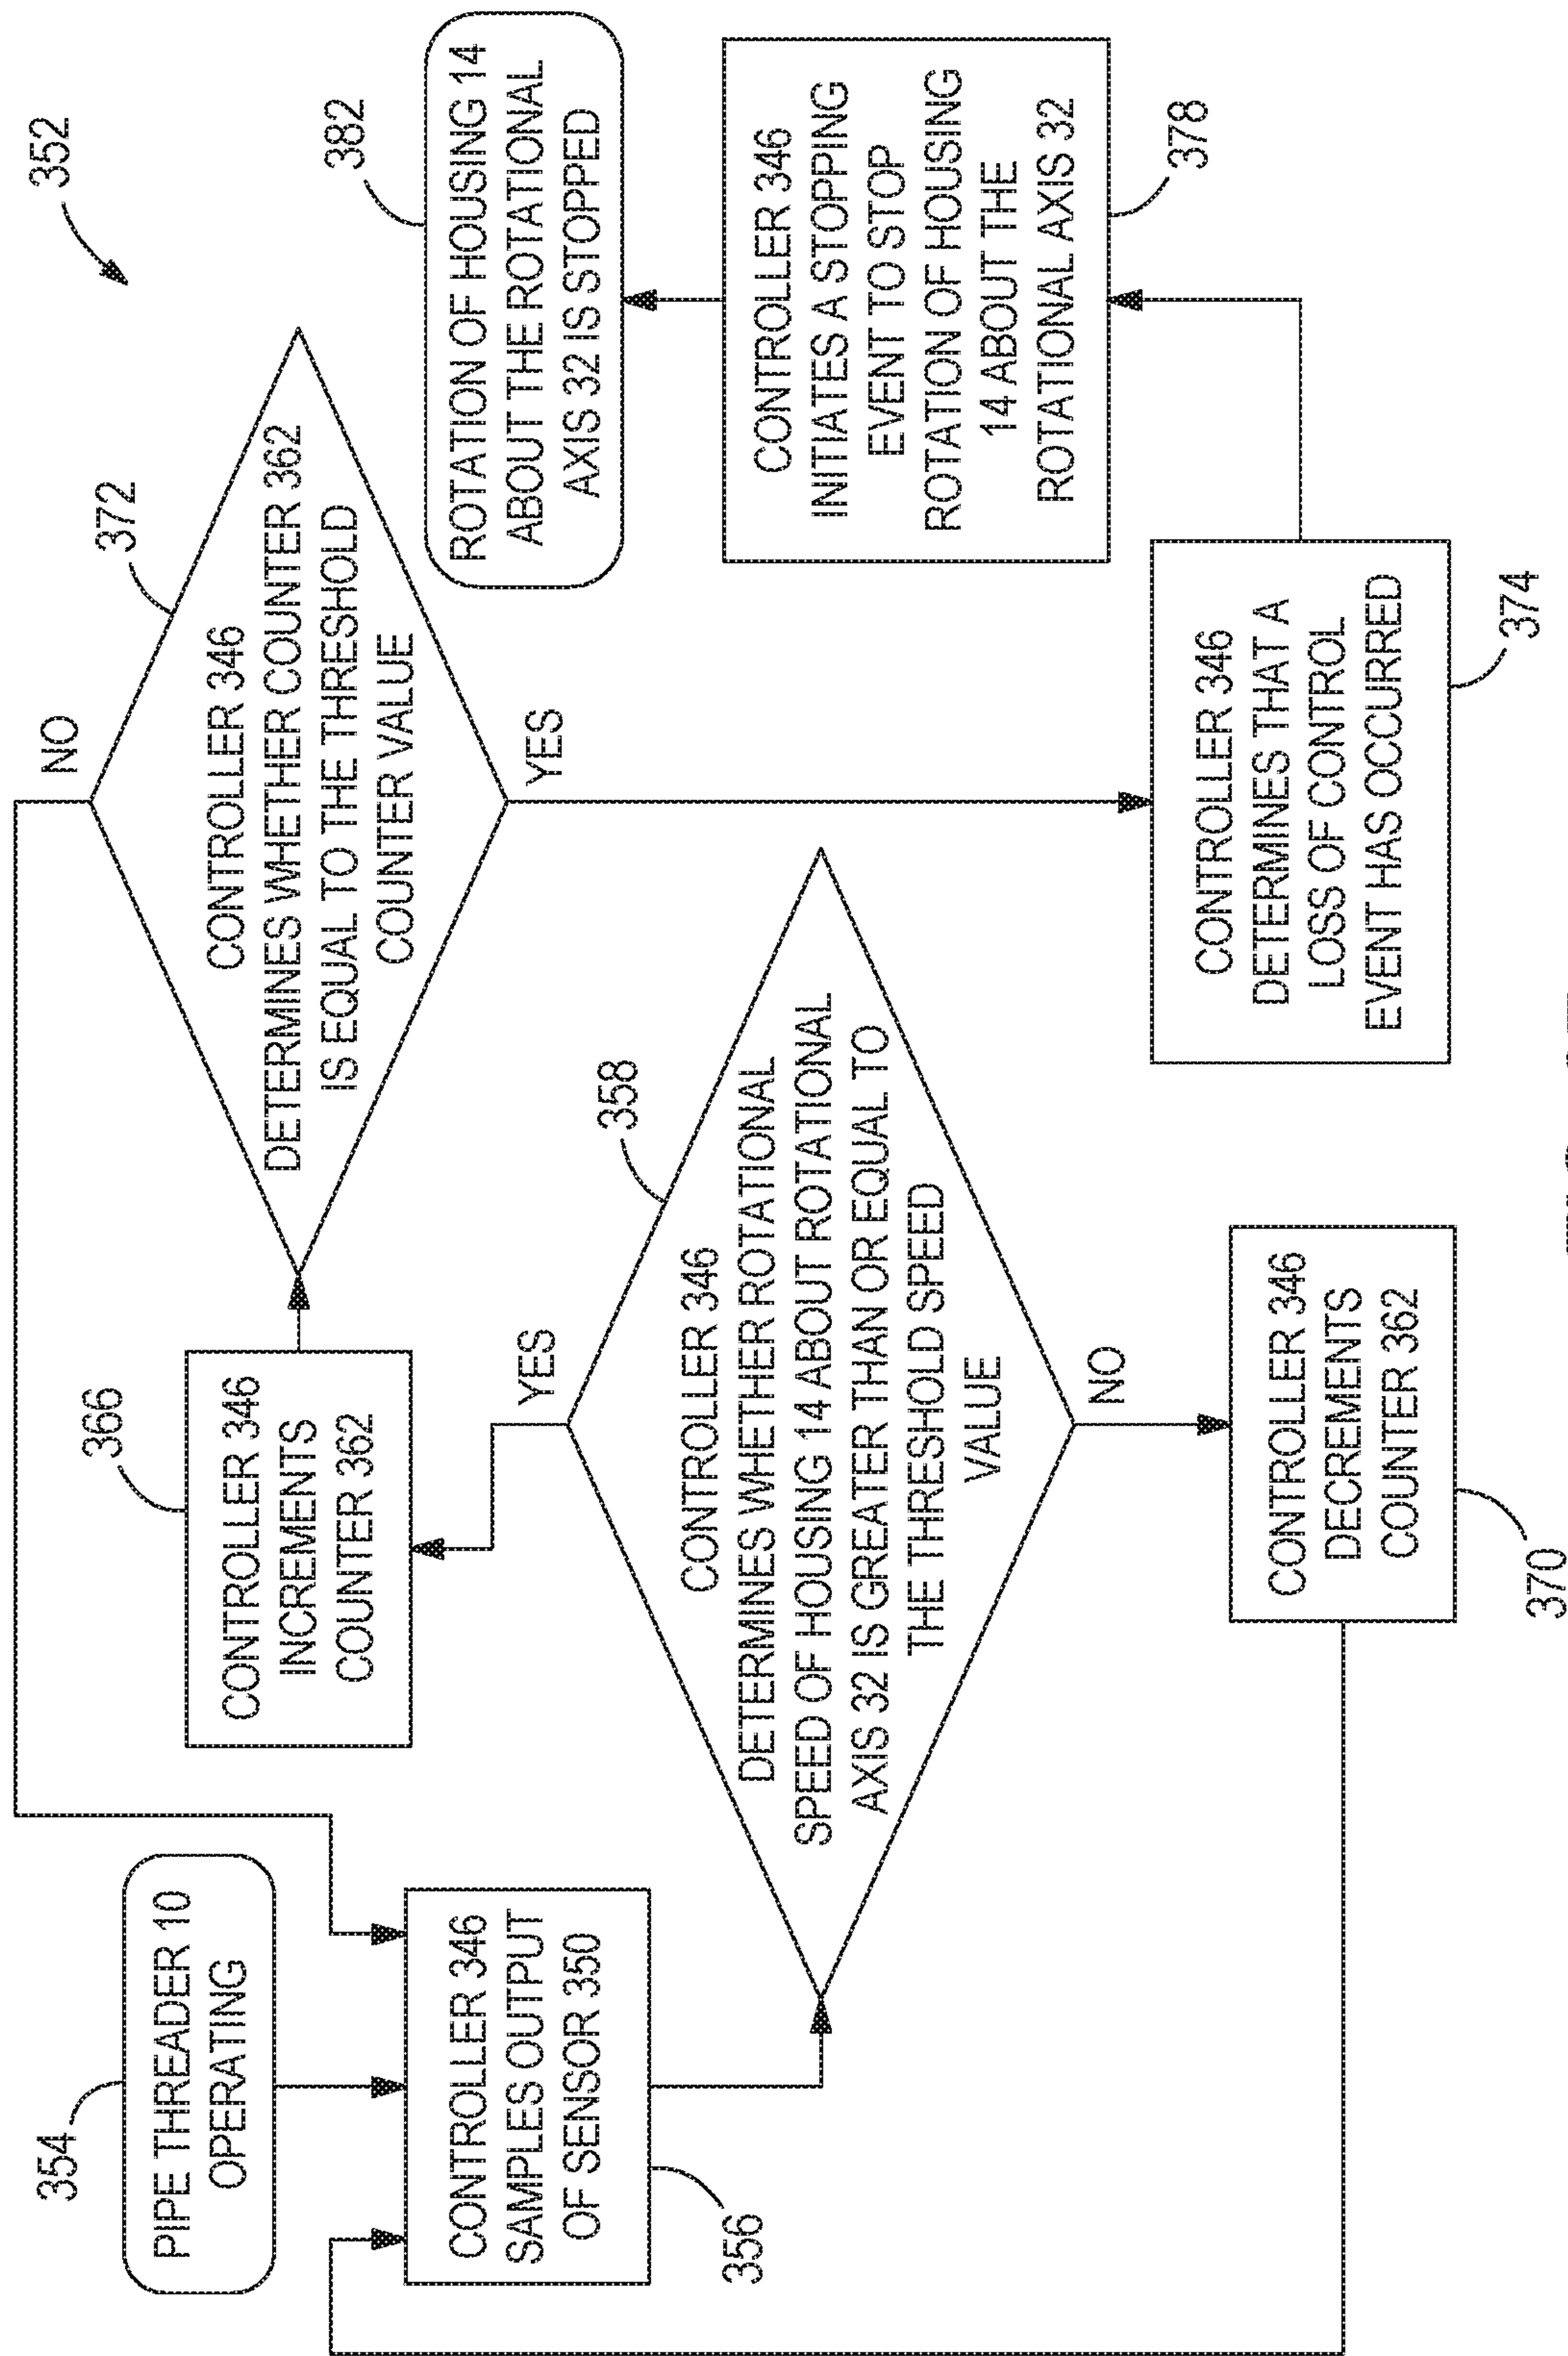 352
354
PIPE THREADER 10
OPERATING
CONTROLLER 346
SAMPLES OUTPUT
OF SENSOR 350
356
358
CONTROLLER 346
DETERMINES WHETHER ROTATIONAL
SPEED OF HOUSING 14 ABOUT ROTATIONAL
AXIS 32 IS GREATER THAN OR EQUAL TO
THE THRESHOLD SPEED
VALUE
YES
NO
366
CONTROLLER 346
INCREMENTS
COUNTER 362
CONTROLLER 346
DECREMENTS
COUNTER 362
370
372
CONTROLLER 346
DETERMINES WHETHER COUNTER 362
IS EQUAL TO THE THRESHOLD
COUNTER VALUE
NO
YES
CONTROLLER 346
DETERMINES THAT A
LOSS OF CONTROL
EVENT HAS OCCURRED
374
CONTROLLER 346
INITIATES A STOPPING
EVENT TO STOP
ROTATION OF HOUSING
14 ABOUT THE
ROTATIONAL AXIS 32
378
382
ROTATION OF HOUSING 14
ABOUT THE ROTATIONAL
AXIS 32 IS STOPPED